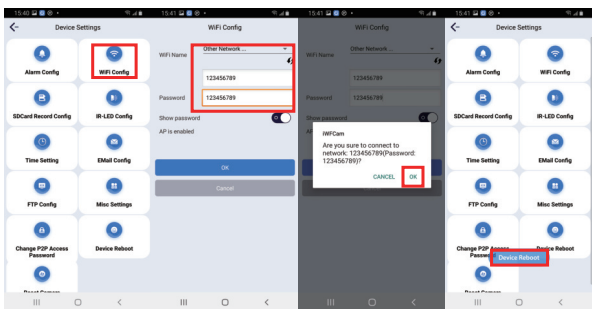 15:40
Device Settings
Alarm Config
WiFi Config
SDCard Record Config
IR-LED Config
Time Setting
EMail Config
FTP Config
Misc Settings
Change P2P Access
Password
Device Reboot
Reset Camera
15:41
WiFi Config
WiFi Name
Other Network ...
123456789
Password
123456789
Show password
AP is enabled
OK
Cancel
15:41
WiFi Config
WiFi Name
Other Network ...
123456789
Password
123456789
Show password
AP
IWFCam
Are you sure to connect to
network: 123456789(Password:
123456789)?
CANCEL
OK
15:41
Device Settings
Alarm Config
WiFi Config
SDCard Record Config
IR-LED Config
Time Setting
EMail Config
FTP Config
Misc Settings
Change P2P Access
Device Reboot
Device Reboot